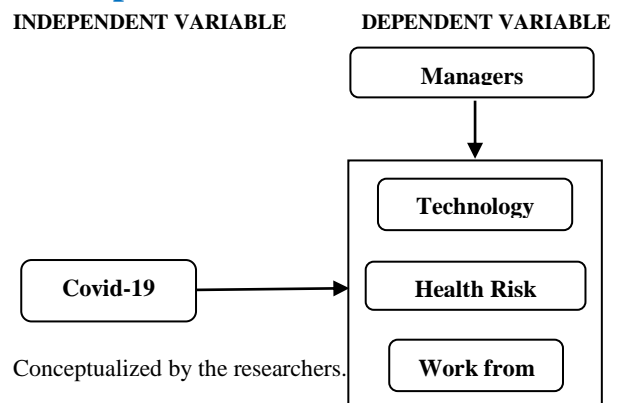 INDEPENDENT VARIABLE DEPENDENT VARIABLE
Managers
Technology
Covid-19
Health Risk
Conceptualized by the researchers.
Work from